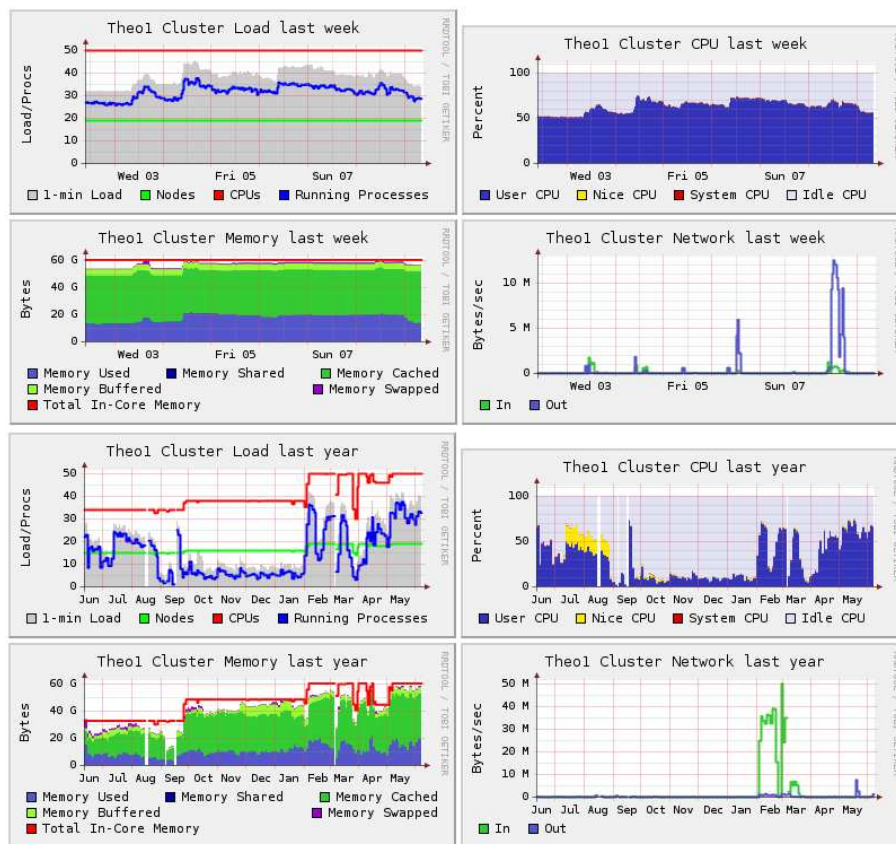 Theo1 Cluster Load last week
RRDTOOL / TOBI OETIKER
Load/Procs
50
40
30
20
10
0
Wed 03 Fri 05 Sun 07
1-min Load Nodes CPUs Running Processes
Theo1 Cluster CPU last week
Percent
100
50
0
Wed 03 Fri 05 Sun 07
User CPU Nice CPU System CPU Idle CPU
Theo1 Cluster Memory last week
RRDTOOL / TOBI OETIKER
Bytes
60 G
40 G
20 G
0
Wed 03 Fri 05 Sun 07
Memory Used Memory Shared Memory Cached
Memory Buffered Memory Swapped
Total In-Core Memory
Theo1 Cluster Network last week
Bytes/sec
10 M
5 M
0
Wed 03 Fri 05 Sun 07
In Out
Theo1 Cluster Load last year
RRDTOOL / TOBI OETIKER
Load/Procs
50
40
30
20
10
0
Jun Jul Aug Sep Oct Nov Dec Jan Feb Mar Apr May
1-min Load Nodes CPUs Running Processes
Theo1 Cluster CPU last year
Percent
100
50
0
Jun Jul Aug Sep Oct Nov Dec Jan Feb Mar Apr May
User CPU Nice CPU System CPU Idle CPU
Theo1 Cluster Memory last year
RRDTOOL / TOBI OETIKER
Bytes
60 G
40 G
20 G
0
Jun Jul Aug Sep Oct Nov Dec Jan Feb Mar Apr May
Memory Used Memory Shared Memory Cached
Memory Buffered Memory Swapped
Total In-Core Memory
Theo1 Cluster Network last year
Bytes/sec
50 M
40 M
30 M
20 M
10 M
0
Jun Jul Aug Sep Oct Nov Dec Jan Feb Mar Apr May
In Out